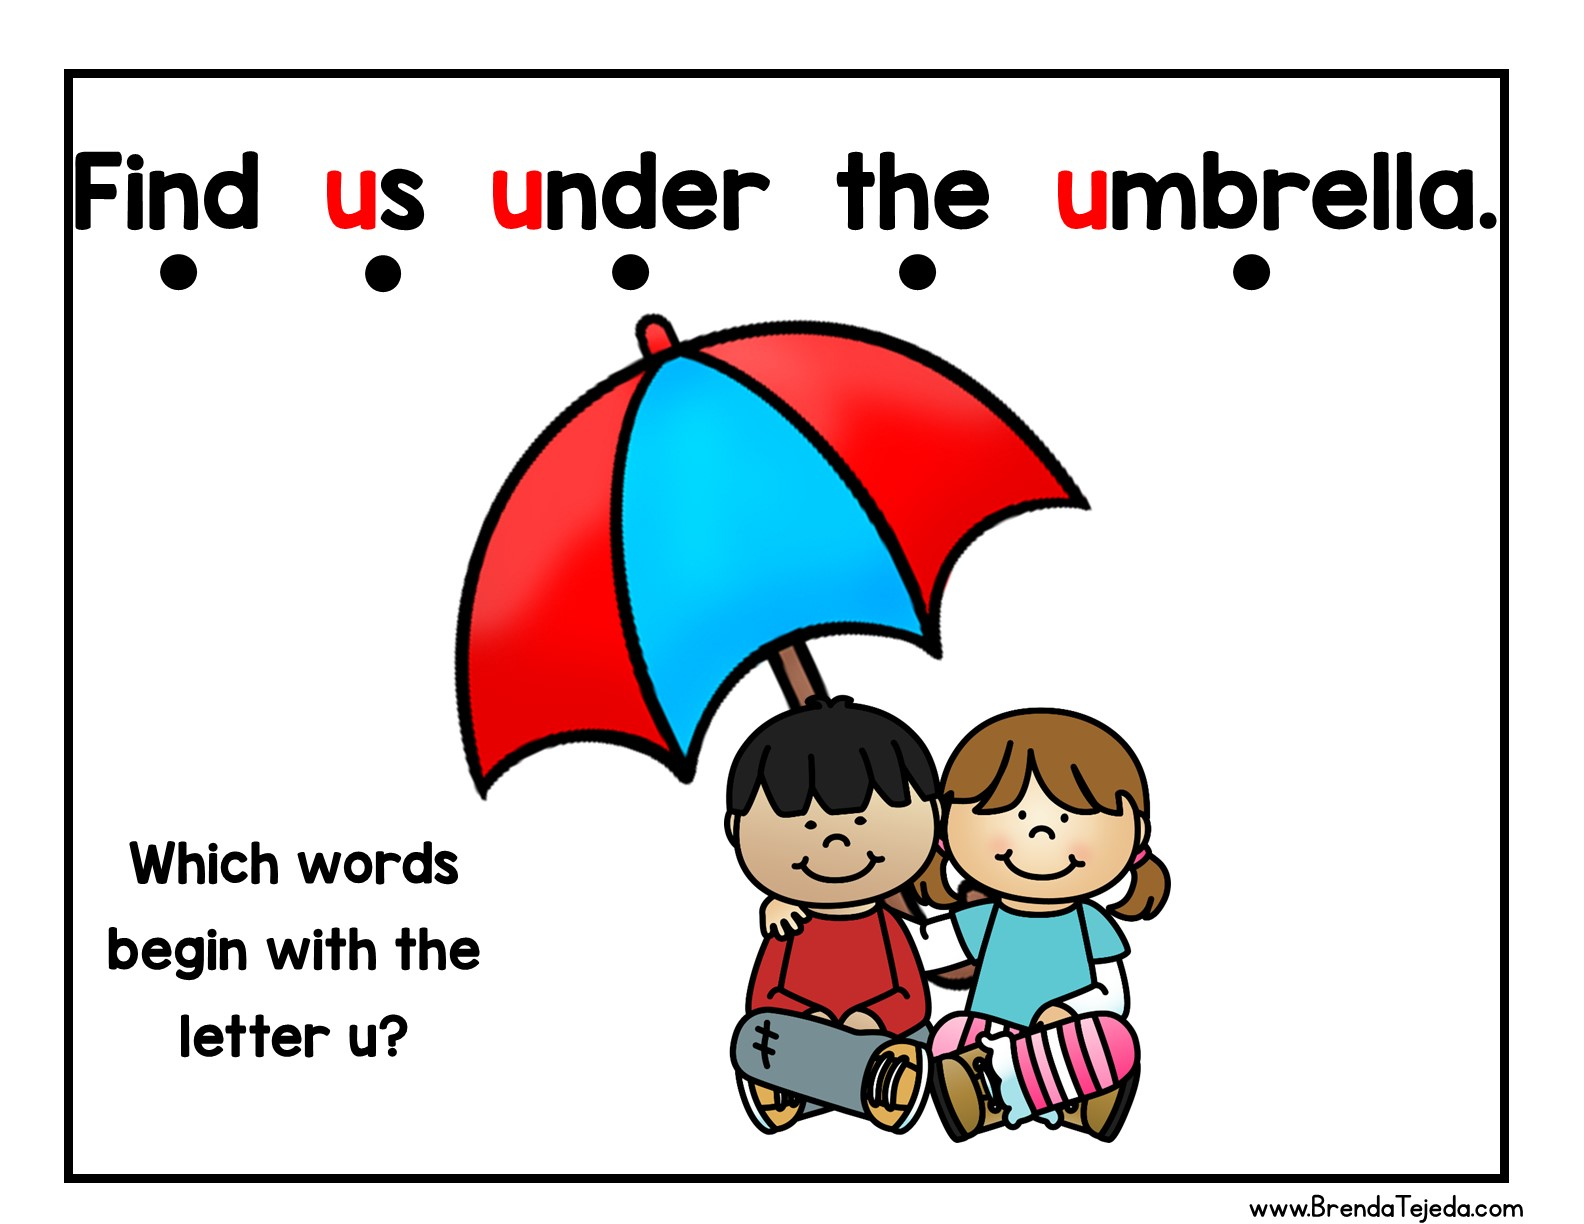 Find us under the umbrella.
Which words
begin with the
letter u?
www.BrendaTejeda.com